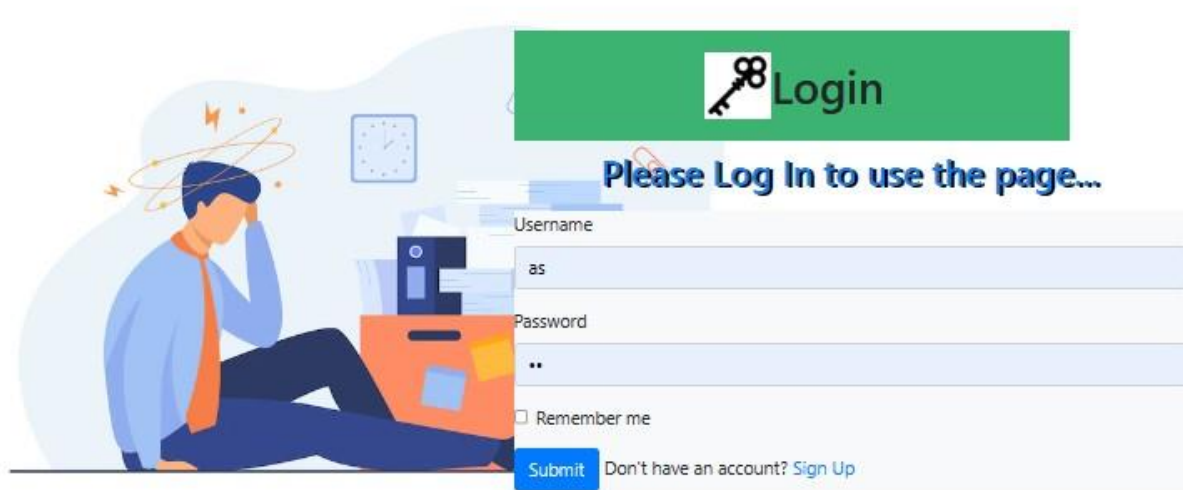 Login
Please Log In to use the page...
Username
as
Password
••
Remember me
Submit Don't have an account? Sign Up